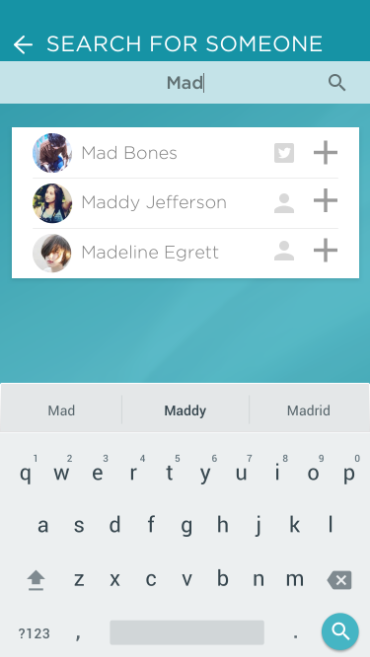 SEARCH FOR SOMEONE
Mad
Mad Bones
Maddy Jefferson
Madeline Egrett
Mad Maddy Madrid
1 2 3 4 5 6 7 8 9 0
q w e r t y u i o p
a s d f g h j k l
z x c v b n m
?123 , .